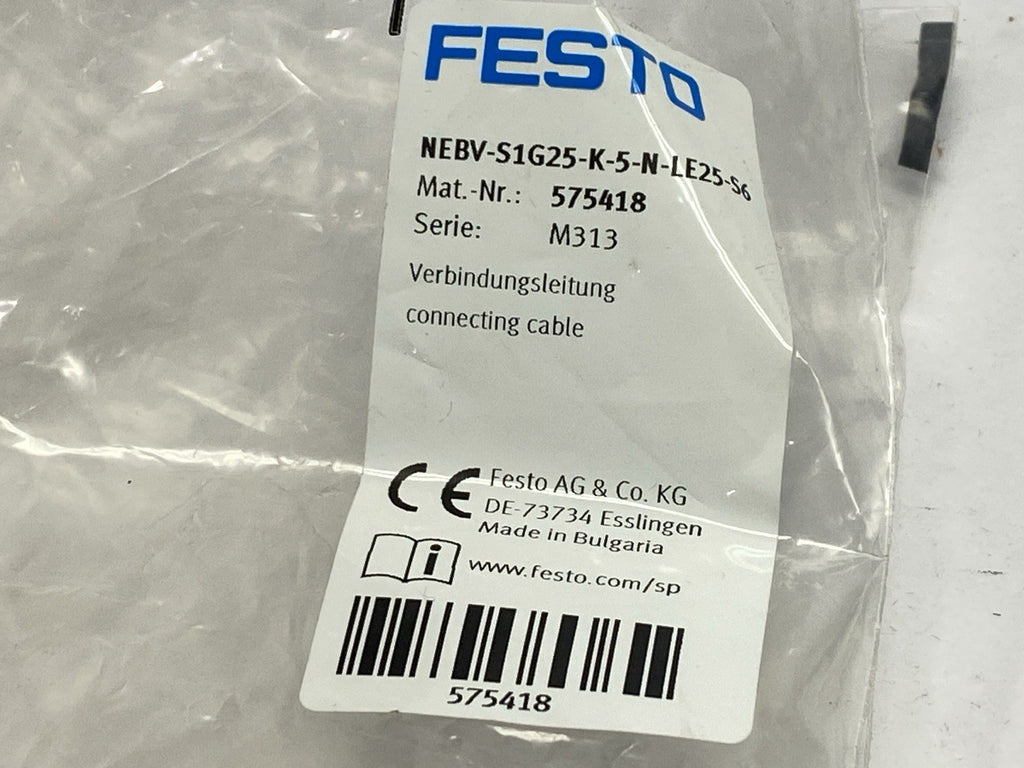 FESTO
NEBV-S1G25-K-5-N-LE25-S6
Mat.-Nr.: 575418
Serie: M313
Verbindungsleitung
connecting cable
CE Festo AG & Co. KG
DE-73734 Esslingen
Made in Bulgaria
i www.festo.com/sp
575418